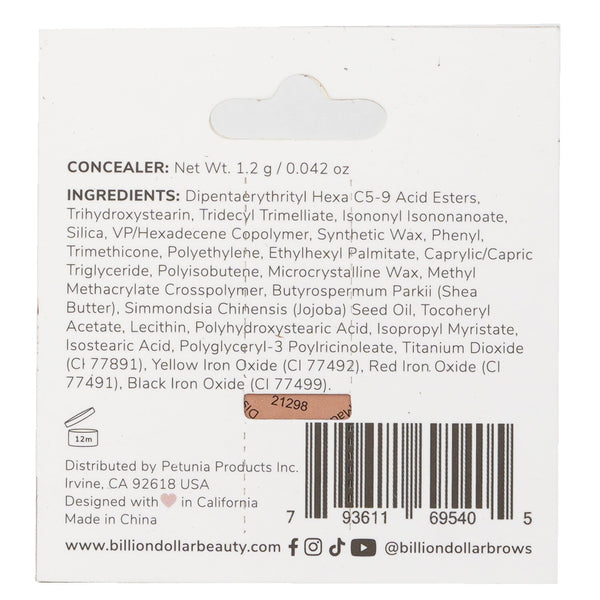 CONCEALER: Net Wt. 1.2 g / 0.042 oz
INGREDIENTS: Dipentaerythrityl Hexa C5-9 Acid Esters,
Trihydroxystearin, Tridecyl Trimelliate, Isononyl Isononanoate,
Silica, VP/Hexadecene Copolymer, Synthetic Wax, Phenyl,
Trimethicone, Polyethylene, Ethylhexyl Palmitate, Caprylic/Capric
Triglyceride, Polyisobutene, Microcrystalline Wax, Methyl
Methacrylate Crosspolymer, Butyrospermum Parkii (Shea
Butter), Simmondsia Chinensis (Jojoba) Seed Oil, Tocoheryl
Acetate, Lecithin, Polyhydroxystearic Acid, Isopropyl Myristate,
Isostearic Acid, Polyglyceryl-3 Poylricinoleate, Titanium Dioxide
(CI 77891), Yellow Iron Oxide (CI 77492), Red Iron Oxide (CI
77491), Black Iron Oxide (CI 77499).
21298
12m
Distributed by Petunia Products Inc.
Irvine, CA 92618 USA
Designed with in California
Made in China
7 93611 69540 5
www.billiondollarbeauty.com @billiondollarbrows